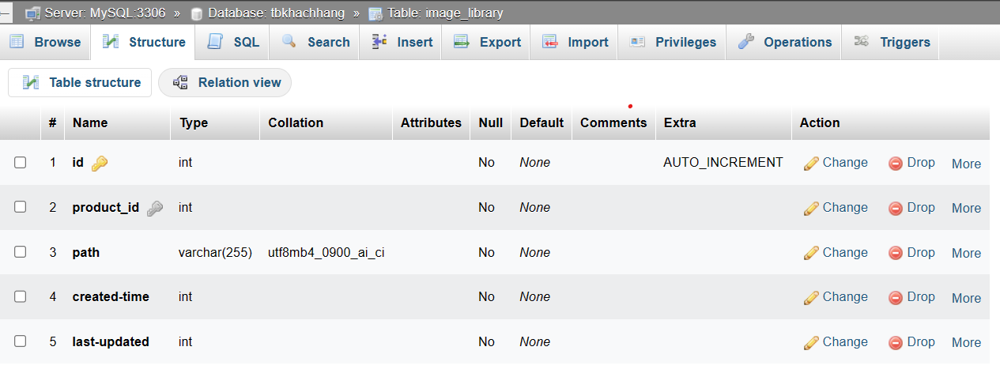 Server: MySQL:3306 » Database: tbkhachhang » Table: image_library
Browse Structure SQL Search Insert Export Import Privileges Operations Triggers
Table structure Relation view
# Name Type Collation Attributes Null Default Comments Extra Action
1 id int No None AUTO_INCREMENT Change Drop More
2 product_id int No None Change Drop More
3 path varchar(255) utf8mb4_0900_ai_ci No None Change Drop More
4 created-time int No None Change Drop More
5 last-updated int No None Change Drop More